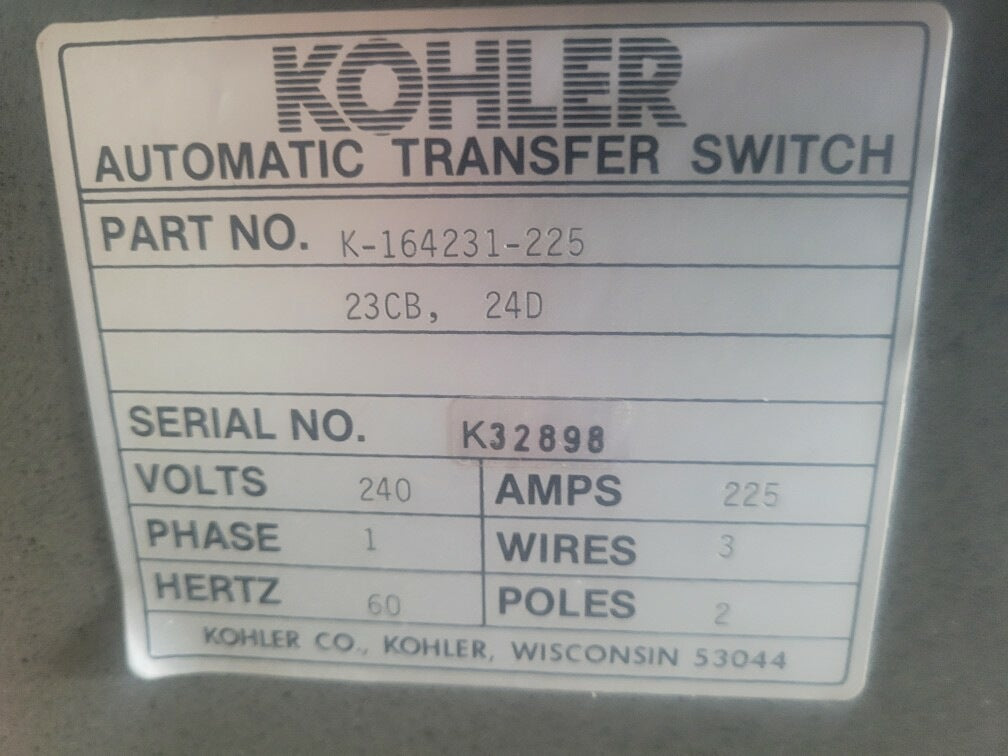 KOHLER
AUTOMATIC TRANSFER SWITCH
PART NO. K-164231-225
23CB, 24D
SERIAL NO. K32898
VOLTS 240 AMPS 225
PHASE 1 WIRES 3
HERTZ 60 POLES 2
KOHLER CO., KOHLER, WISCONSIN 53044